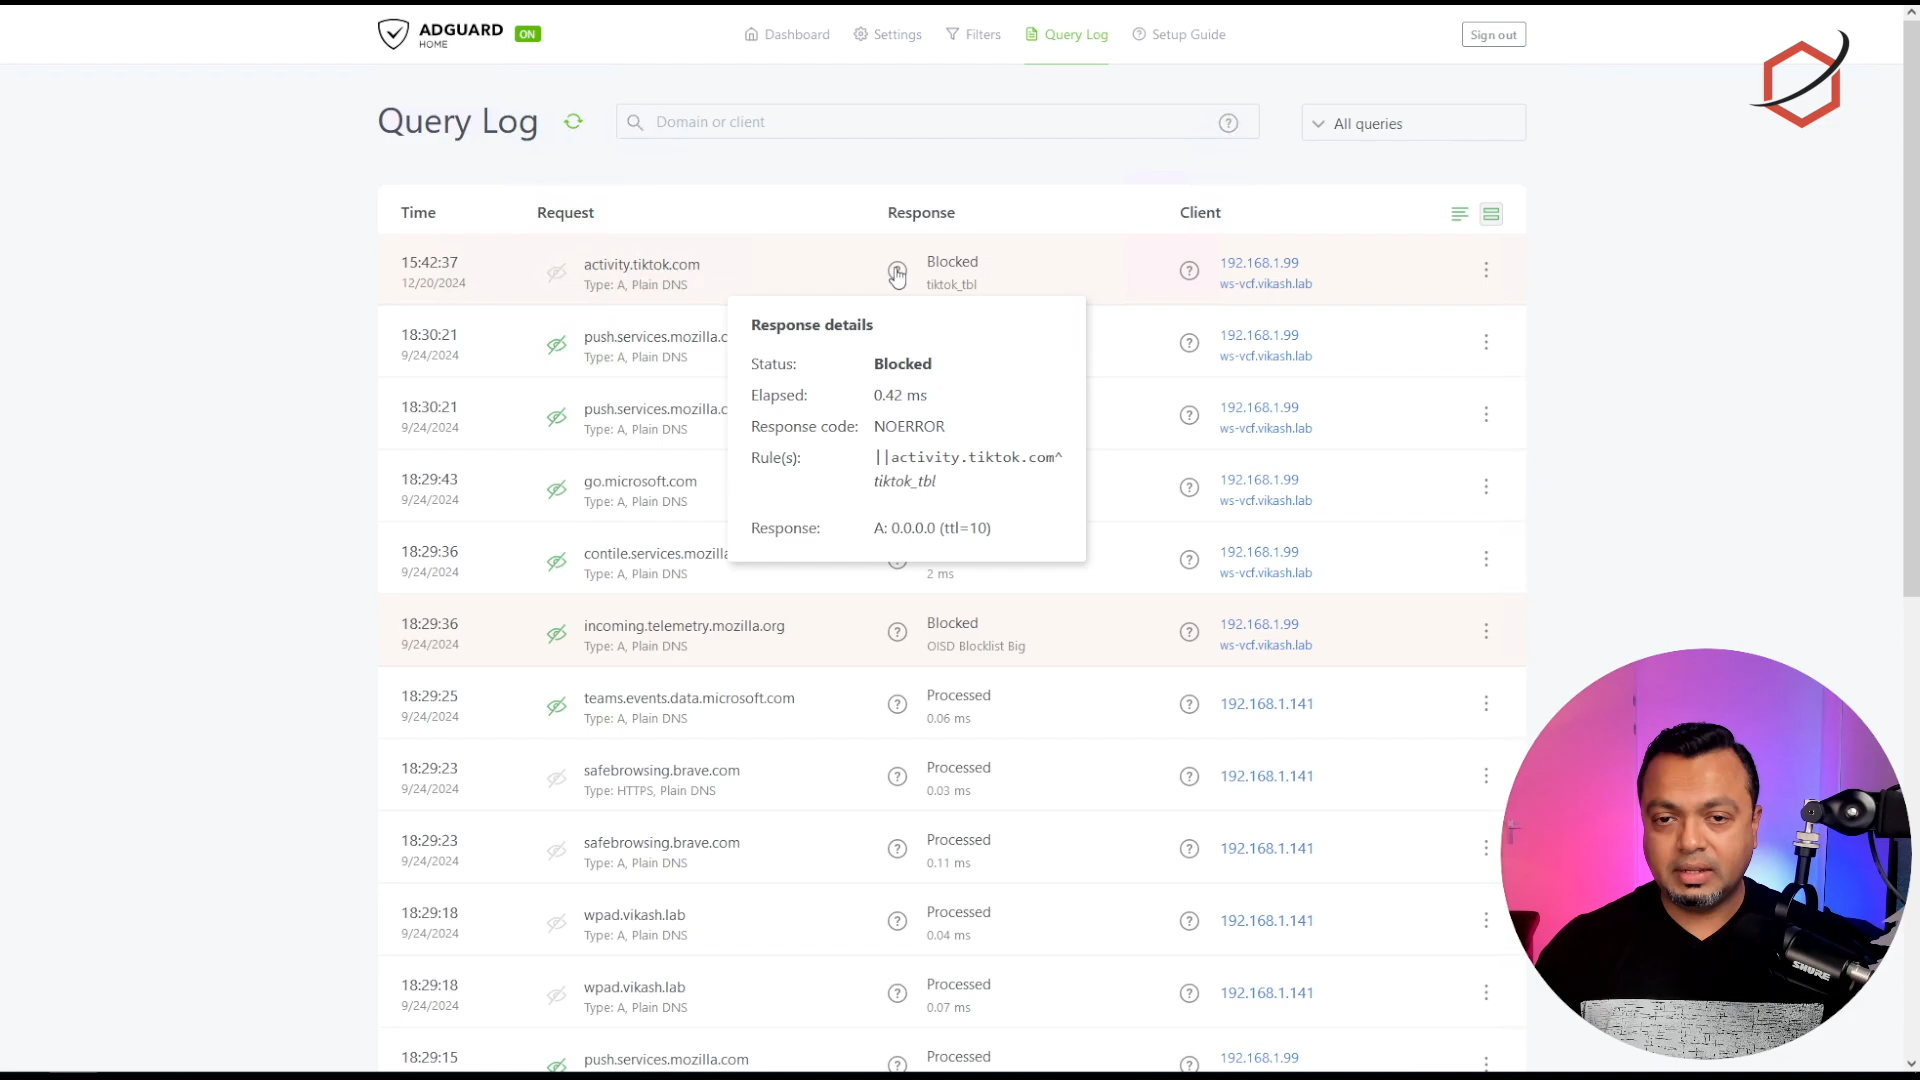 ADGUARD
HOME
ON
Dashboard
Settings
Filters
Query Log
Setup Guide
Sign out
Query Log
Domain or client
?
All queries
Time
Request
Response
Client
15:42:37
12/20/2024
activity.tiktok.com
Type: A, Plain DNS
Blocked
tiktok_tbl
?
192.168.1.99
ws-vcf.vikash.lab
Response details
Status: Blocked
Elapsed: 0.42 ms
Response code: NOERROR
Rule(s): ||activity.tiktok.com^
tiktok_tbl
Response: A: 0.0.0.0 (ttl=10)
18:30:21
9/24/2024
push.services.mozilla.c
Type: A, Plain DNS
?
192.168.1.99
ws-vcf.vikash.lab
18:30:21
9/24/2024
push.services.mozilla.c
Type: A, Plain DNS
?
192.168.1.99
ws-vcf.vikash.lab
18:29:43
9/24/2024
go.microsoft.com
Type: A, Plain DNS
?
192.168.1.99
ws-vcf.vikash.lab
18:29:36
9/24/2024
contile.services.mozilla
Type: A, Plain DNS
2 ms
?
192.168.1.99
ws-vcf.vikash.lab
18:29:36
9/24/2024
incoming.telemetry.mozilla.org
Type: A, Plain DNS
?
Blocked
OISD Blocklist Big
?
192.168.1.99
ws-vcf.vikash.lab
18:29:25
9/24/2024
teams.events.data.microsoft.com
Type: A, Plain DNS
?
Processed
0.06 ms
?
192.168.1.141
18:29:23
9/24/2024
safebrowsing.brave.com
Type: HTTPS, Plain DNS
?
Processed
0.03 ms
?
192.168.1.141
18:29:23
9/24/2024
safebrowsing.brave.com
Type: A, Plain DNS
?
Processed
0.11 ms
?
192.168.1.141
18:29:18
9/24/2024
wpad.vikash.lab
Type: A, Plain DNS
?
Processed
0.04 ms
?
192.168.1.141
18:29:18
9/24/2024
wpad.vikash.lab
Type: A, Plain DNS
?
Processed
0.07 ms
?
192.168.1.141
18:29:15
push.services.mozilla.com
?
Processed
?
192.168.1.99
SHURE